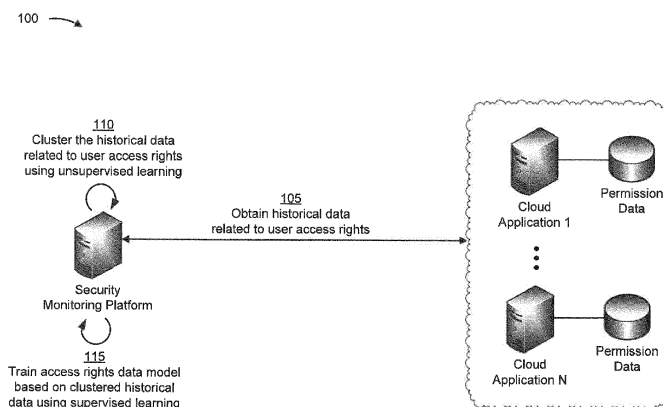 100
110
Cluster the historical data
related to user access rights
using unsupervised learning
105
Obtain historical data
related to user access rights
Security
Monitoring Platform
115
Train access rights data model
based on clustered historical
data using supervised learning
Cloud
Application 1
Permission
Data
Cloud
Application N
Permission
Data